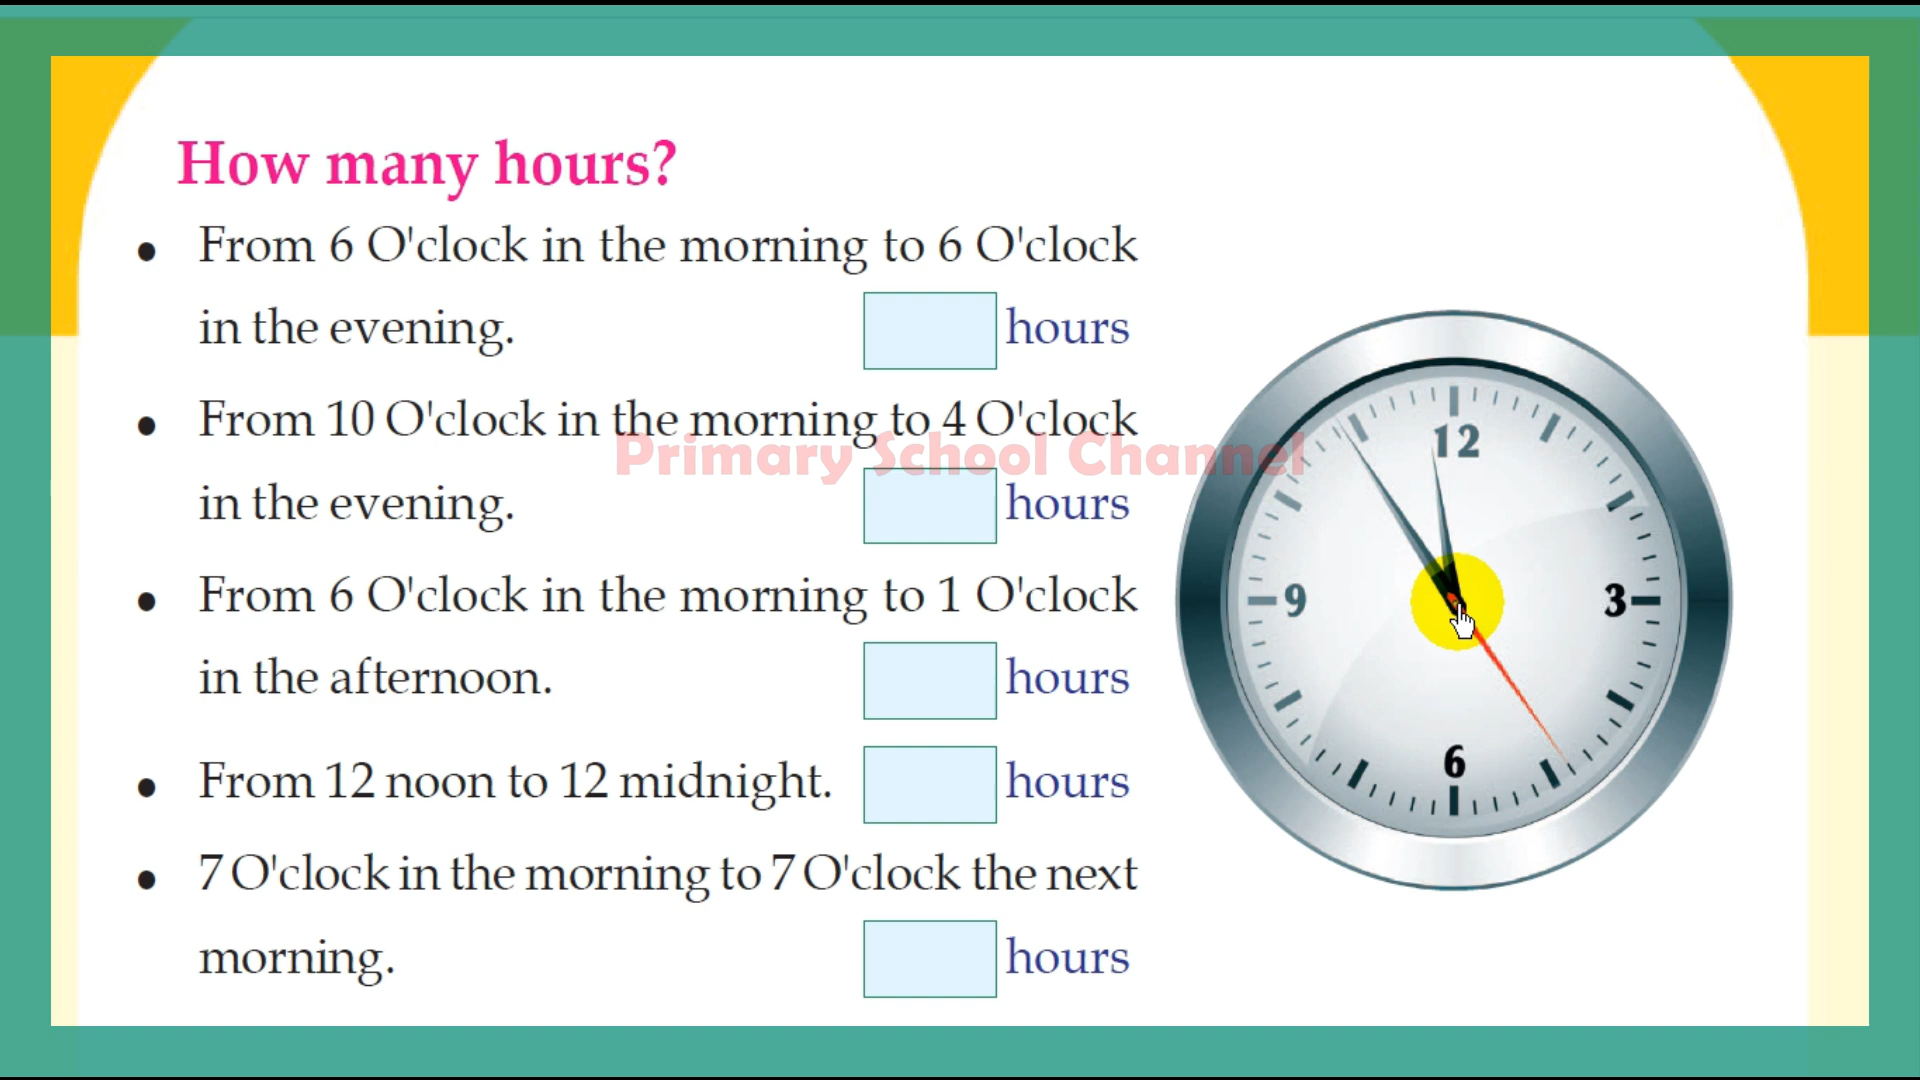 How many hours?
• From 6 O'clock in the morning to 6 O'clock
in the evening. hours
• From 10 O'clock in the morning to 4 O'clock
Primary School Channel
in the evening. hours
• From 6 O'clock in the morning to 1 O'clock
in the afternoon. hours
• From 12 noon to 12 midnight. hours
• 7 O'clock in the morning to 7 O'clock the next
morning. hours
12
9 3
6